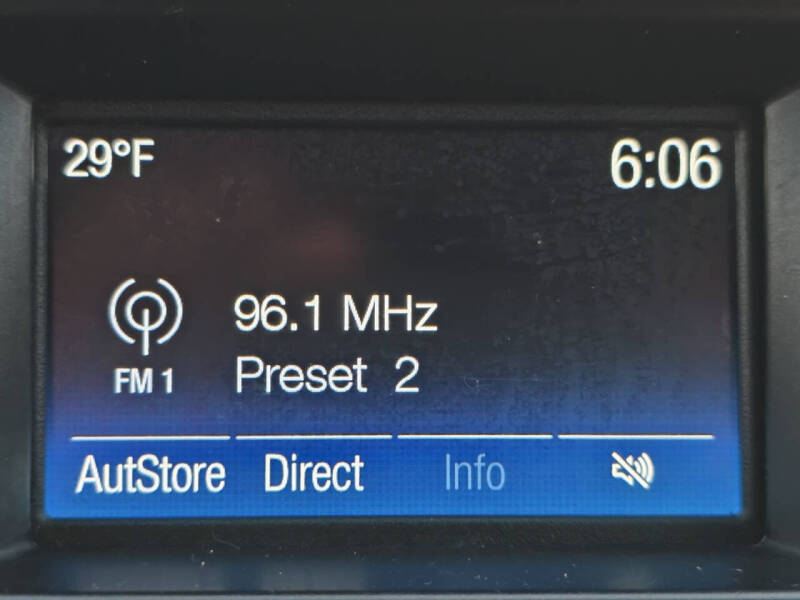 29°F 6:06
96.1 MHz
FM 1 Preset 2
AutStore Direct Info